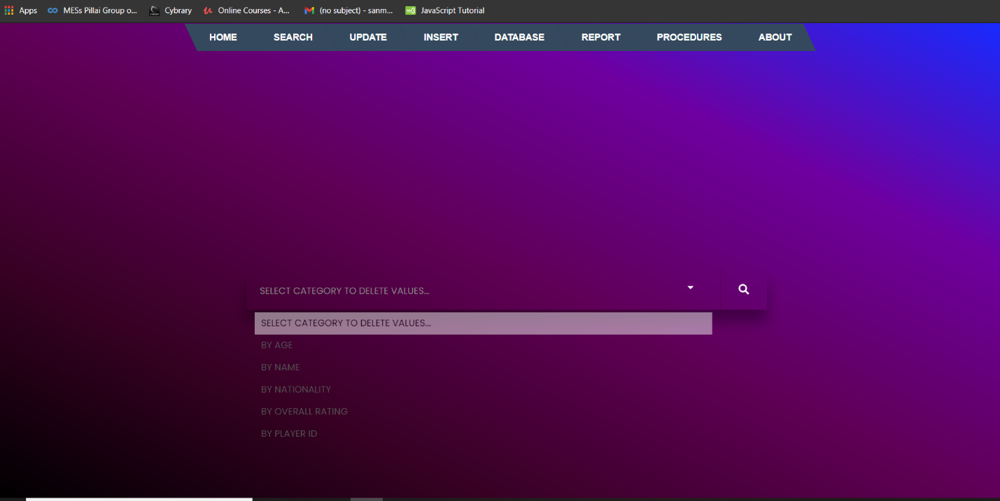 Apps MESs Pillai Group o... Cybrary Online Courses - A... (no subject) - sanm... JavaScript Tutorial
HOME SEARCH UPDATE INSERT DATABASE REPORT PROCEDURES ABOUT
SELECT CATEGORY TO DELETE VALUES...
SELECT CATEGORY TO DELETE VALUES...
BY AGE
BY NAME
BY NATIONALITY
BY OVERALL RATING
BY PLAYER ID